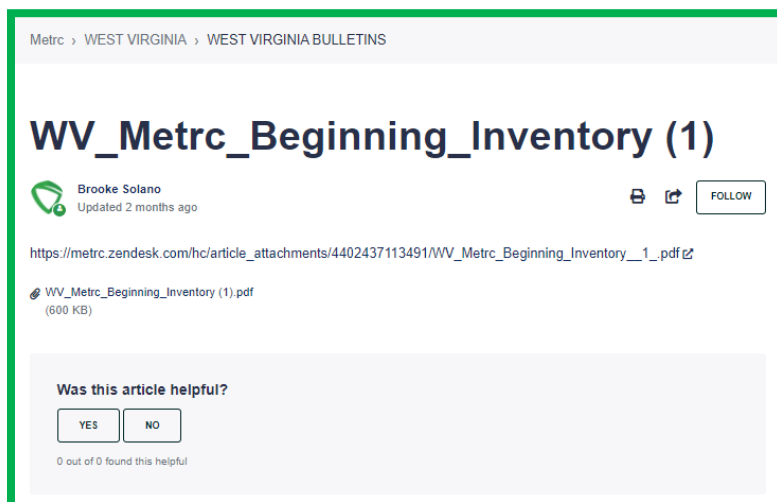 Metrc › WEST VIRGINIA › WEST VIRGINIA BULLETINS
WV_Metrc_Beginning_Inventory (1)
Brooke Solano
Updated 2 months ago
FOLLOW
https://metrc.zendesk.com/hc/article_attachments/4402437113491/WV_Metrc_Beginning_Inventory__1_.pdf
WV_Metrc_Beginning_Inventory (1).pdf
(600 KB)
Was this article helpful?
YES NO
0 out of 0 found this helpful